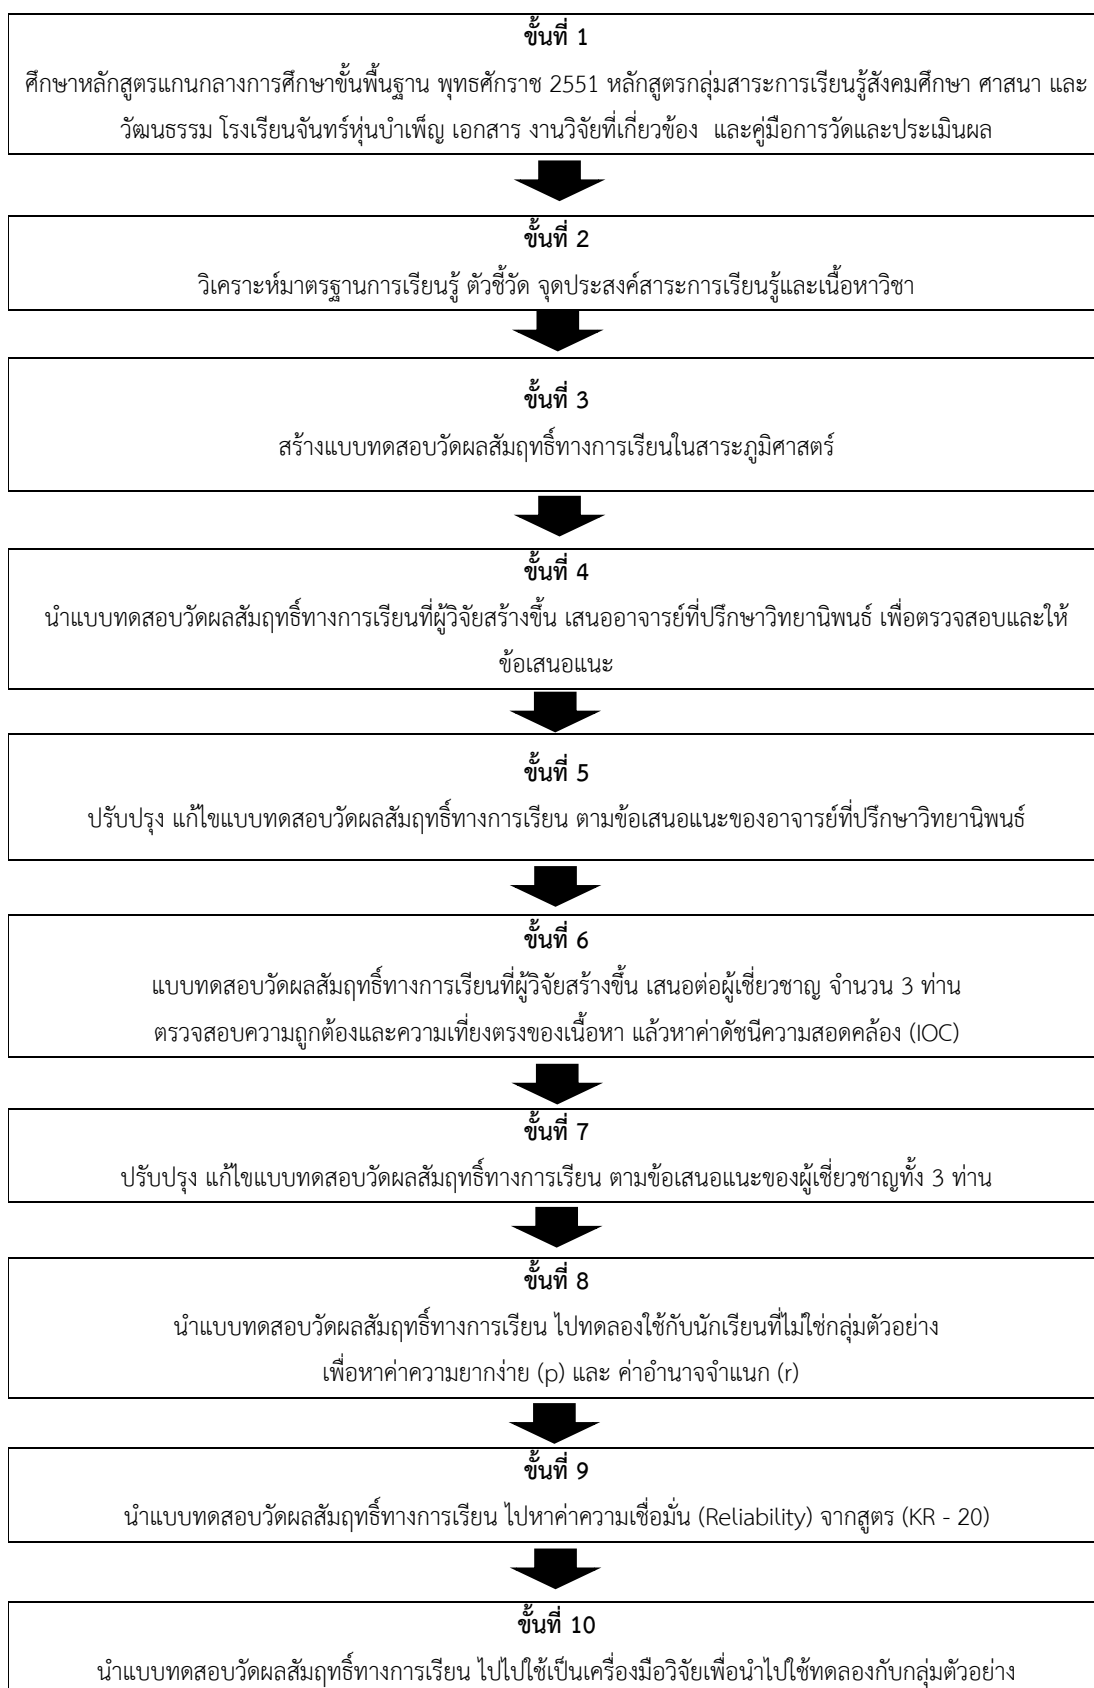 ขั้นที่ 1
ศึกษาหลักสูตรแกนกลางการศึกษาขั้นพื้นฐาน พุทธศักราช 2551 หลักสูตรกลุ่มสาระการเรียนรู้สังคมศึกษา ศาสนา และ
วัฒนธรรม โรงเรียนจันทร์หุ่นบำเพ็ญ เอกสาร งานวิจัยที่เกี่ยวข้อง และคู่มือการวัดและประเมินผล
ขั้นที่ 2
วิเคราะห์มาตรฐานการเรียนรู้ ตัวชี้วัด จุดประสงค์สาระการเรียนรู้และเนื้อหาวิชา
ขั้นที่ 3
สร้างแบบทดสอบวัดผลสัมฤทธิ์ทางการเรียนในสาระภูมิศาสตร์
ขั้นที่ 4
นำแบบทดสอบวัดผลสัมฤทธิ์ทางการเรียนที่ผู้วิจัยสร้างขึ้น เสนออาจารย์ที่ปรึกษาวิทยานิพนธ์ เพื่อตรวจสอบและให้
ข้อเสนอแนะ
ขั้นที่ 5
ปรับปรุง แก้ไขแบบทดสอบวัดผลสัมฤทธิ์ทางการเรียน ตามข้อเสนอแนะของอาจารย์ที่ปรึกษาวิทยานิพนธ์
ขั้นที่ 6
แบบทดสอบวัดผลสัมฤทธิ์ทางการเรียนที่ผู้วิจัยสร้างขึ้น เสนอต่อผู้เชี่ยวชาญ จำนวน 3 ท่าน
ตรวจสอบความถูกต้องและความเที่ยงตรงของเนื้อหา แล้วหาค่าดัชนีความสอดคล้อง (IOC)
ขั้นที่ 7
ปรับปรุง แก้ไขแบบทดสอบวัดผลสัมฤทธิ์ทางการเรียน ตามข้อเสนอแนะของผู้เชี่ยวชาญทั้ง 3 ท่าน
ขั้นที่ 8
นำแบบทดสอบวัดผลสัมฤทธิ์ทางการเรียน ไปทดลองใช้กับนักเรียนที่ไม่ใช่กลุ่มตัวอย่าง
เพื่อหาค่าความยากง่าย (p) และ ค่าอำนาจจำแนก (r)
ขั้นที่ 9
นำแบบทดสอบวัดผลสัมฤทธิ์ทางการเรียน ไปหาค่าความเชื่อมั่น (Reliability) จากสูตร (KR - 20)
ขั้นที่ 10
นำแบบทดสอบวัดผลสัมฤทธิ์ทางการเรียน ไปไปใช้เป็นเครื่องมือวิจัยเพื่อนำไปใช้ทดลองกับกลุ่มตัวอย่าง